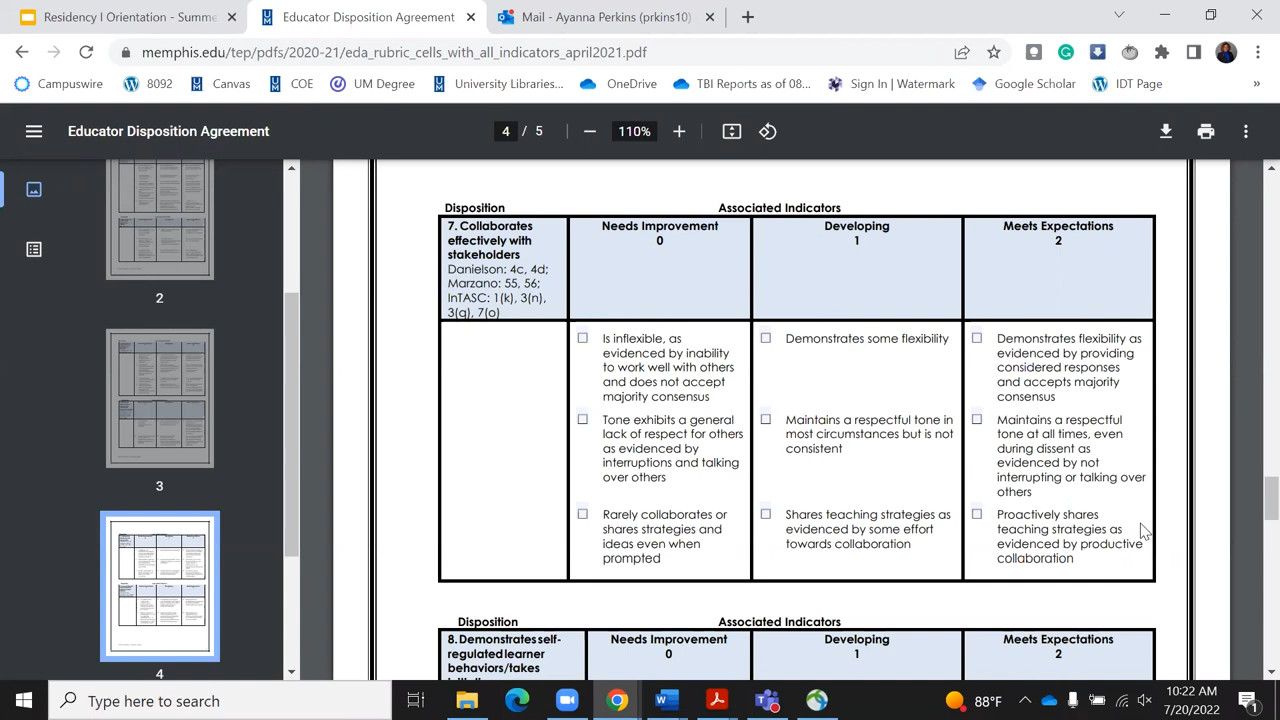 Residency I Orientation - Summe
Educator Disposition Agreement
Mail - Ayanna Perkins (prkins10)
memphis.edu/tep/pdfs/2020-21/eda_rubric_cells_with_all_indicators_april2021.pdf
Campuswire
8092
Canvas
COE
UM Degree
University Libraries...
OneDrive
TBI Reports as of 08...
Sign In | Watermark
Google Scholar
IDT Page
»
Educator Disposition Agreement
4 / 5
110%
2
3
4
Disposition
Associated Indicators
7. Collaborates
effectively with
stakeholders
Danielson: 4c, 4d;
Marzano: 55, 56;
InTASC: 1(k), 3(n),
3(q), 7(o)
Needs Improvement
0
Developing
1
Meets Expectations
2
Is inflexible, as
evidenced by inability
to work well with others
and does not accept
majority consensus
Demonstrates some flexibility
Demonstrates flexibility as
evidenced by providing
considered responses
and accepts majority
consensus
Tone exhibits a general
lack of respect for others
as evidenced by
interruptions and talking
over others
Maintains a respectful tone in
most circumstances but is not
consistent
Maintains a respectful
tone at all times, even
during dissent as
evidenced by not
interrupting or talking over
others
Rarely collaborates or
shares strategies and
ideas even when
prompted
Shares teaching strategies as
evidenced by some effort
towards collaboration
Proactively shares
teaching strategies as
evidenced by productive
collaboration
Disposition
Associated Indicators
8. Demonstrates self-
regulated learner
behaviors/takes
Needs Improvement
0
Developing
1
Meets Expectations
2
Type here to search
88°F
10:22 AM
7/20/2022
1